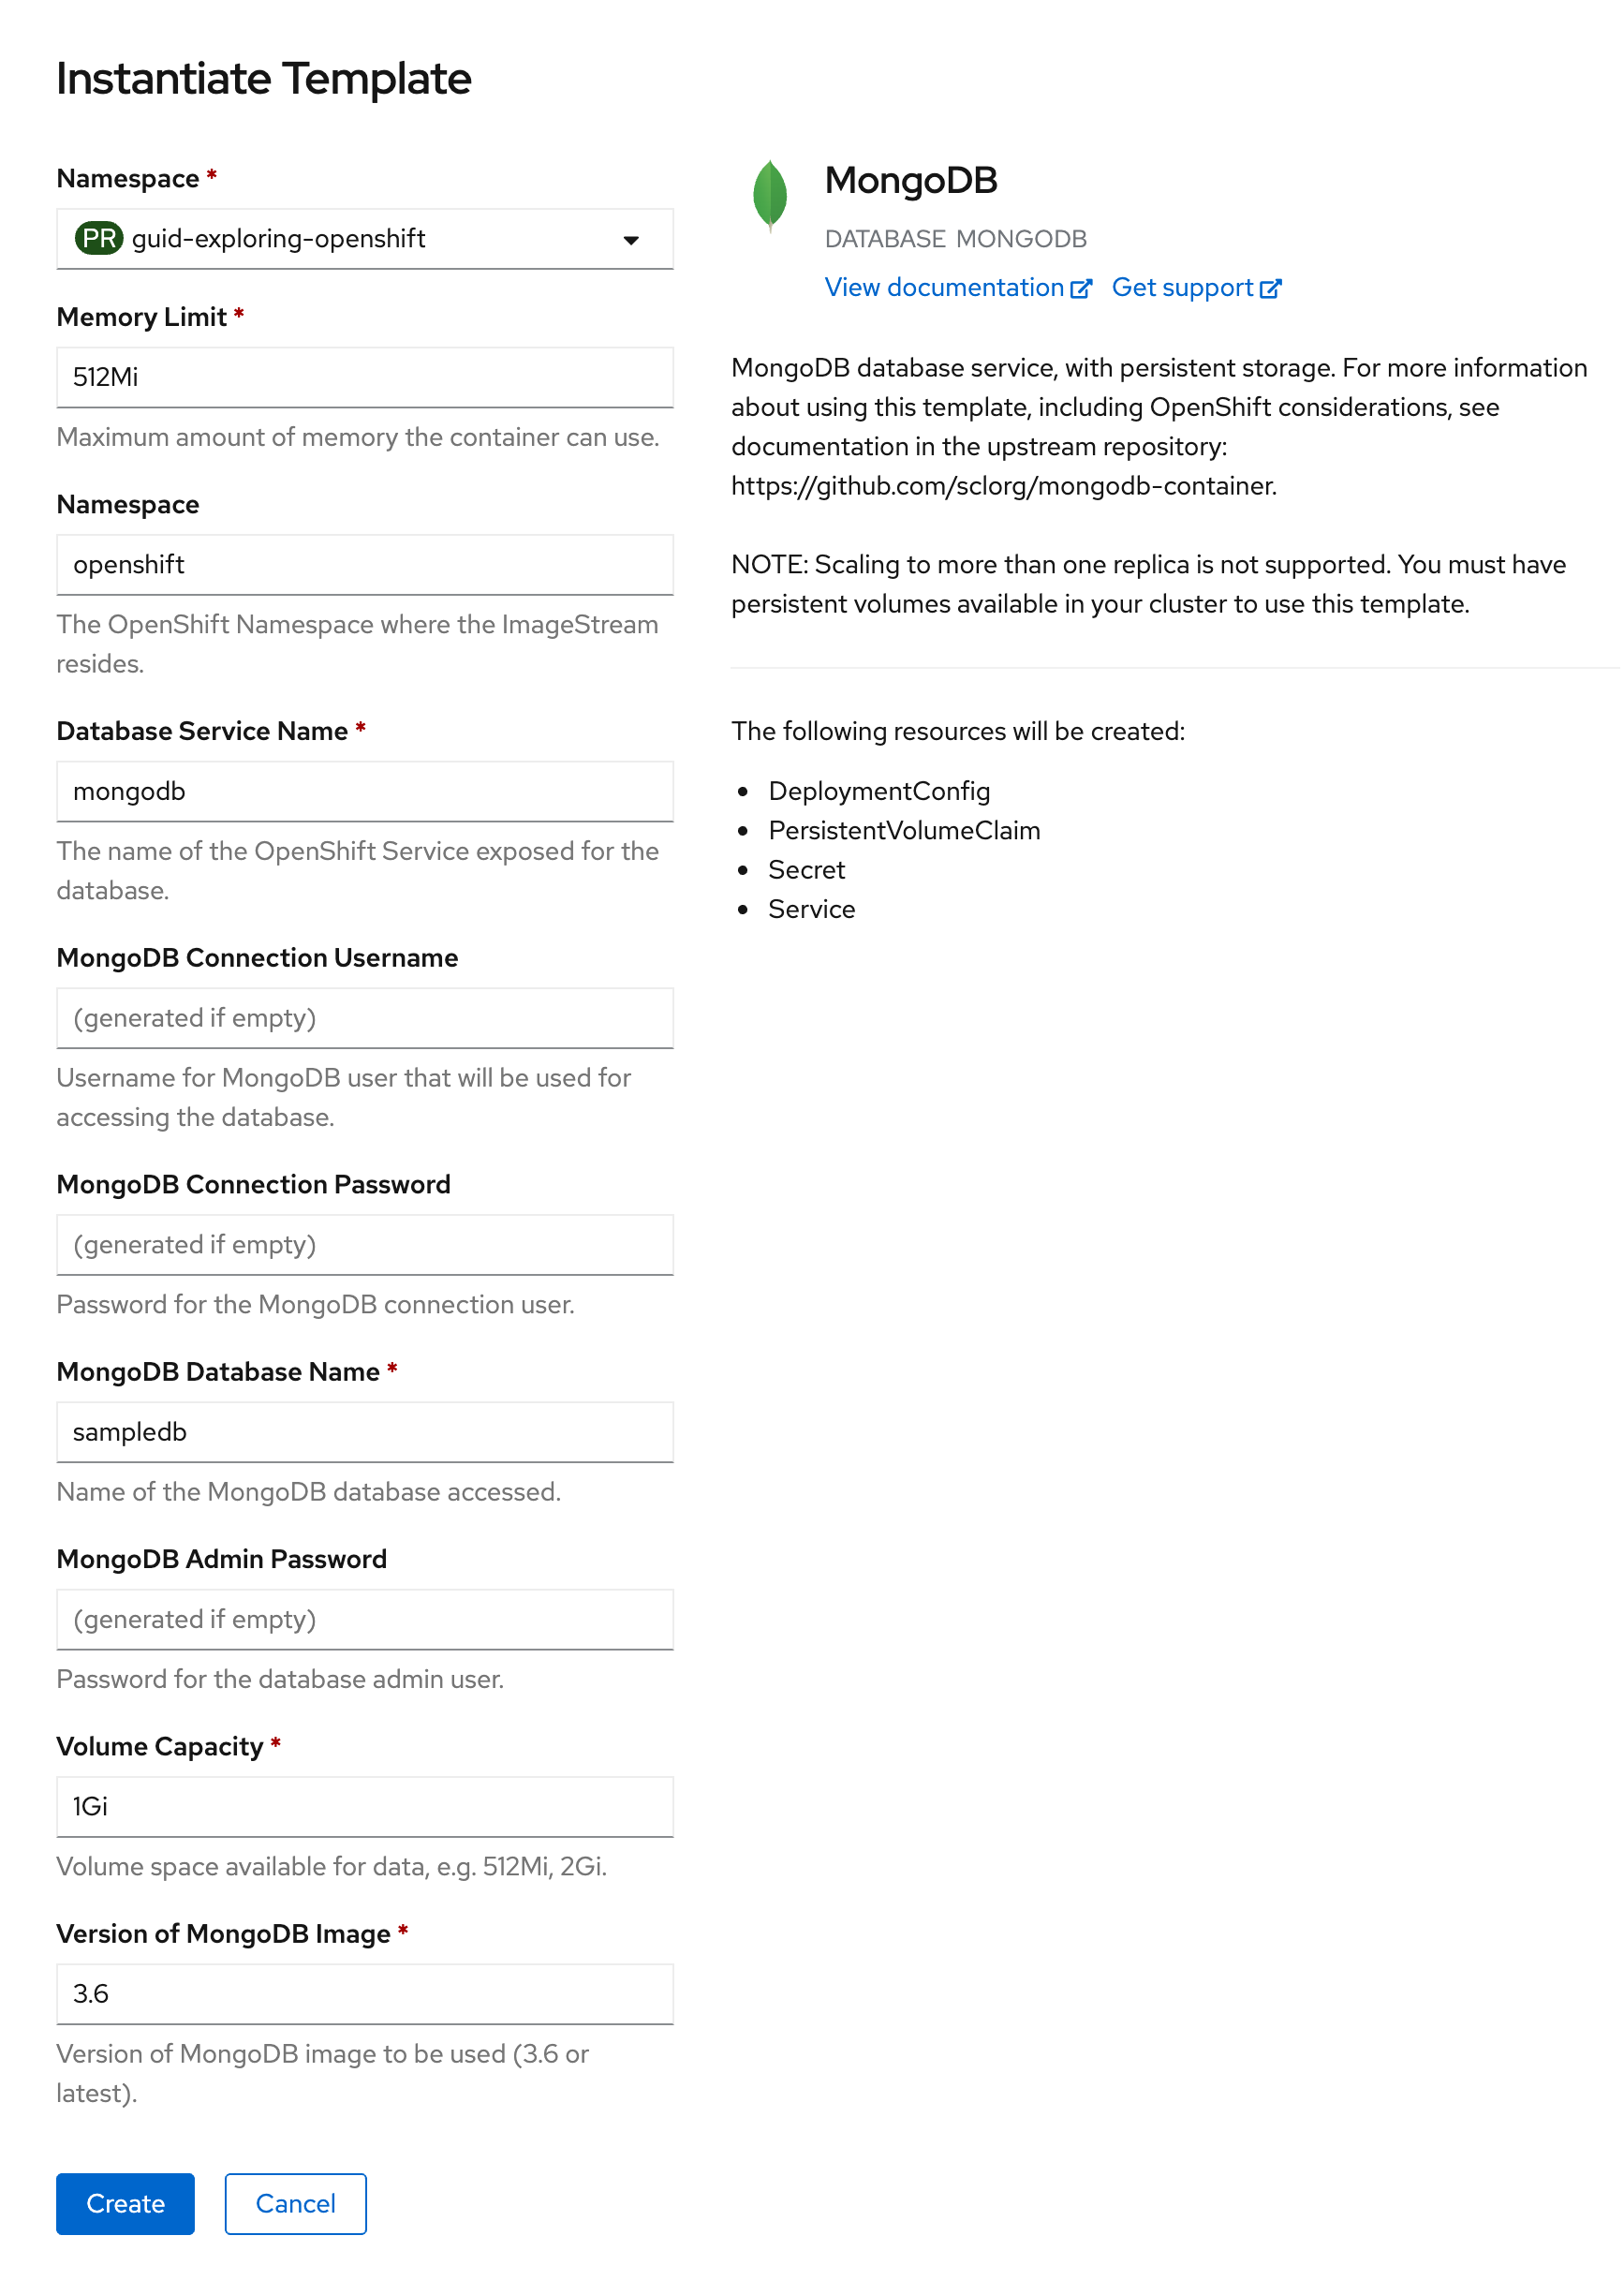 Instantiate Template
Namespace *
PR guid-exploring-openshift
Memory Limit *
512Mi
Maximum amount of memory the container can use.
Namespace
openshift
The OpenShift Namespace where the ImageStream
resides.
Database Service Name *
mongodb
The name of the OpenShift Service exposed for the
database.
MongoDB Connection Username
(generated if empty)
Username for MongoDB user that will be used for
accessing the database.
MongoDB Connection Password
(generated if empty)
Password for the MongoDB connection user.
MongoDB Database Name *
sampledb
Name of the MongoDB database accessed.
MongoDB Admin Password
(generated if empty)
Password for the database admin user.
Volume Capacity *
1Gi
Volume space available for data, e.g. 512Mi, 2Gi.
Version of MongoDB Image *
3.6
Version of MongoDB image to be used (3.6 or
latest).
Create Cancel
MongoDB
DATABASE MONGODB
View documentation Get support
MongoDB database service, with persistent storage. For more information
about using this template, including OpenShift considerations, see
documentation in the upstream repository:
https://github.com/sclorg/mongodb-container.
NOTE: Scaling to more than one replica is not supported. You must have
persistent volumes available in your cluster to use this template.
The following resources will be created:
• DeploymentConfig
• PersistentVolumeClaim
• Secret
• Service